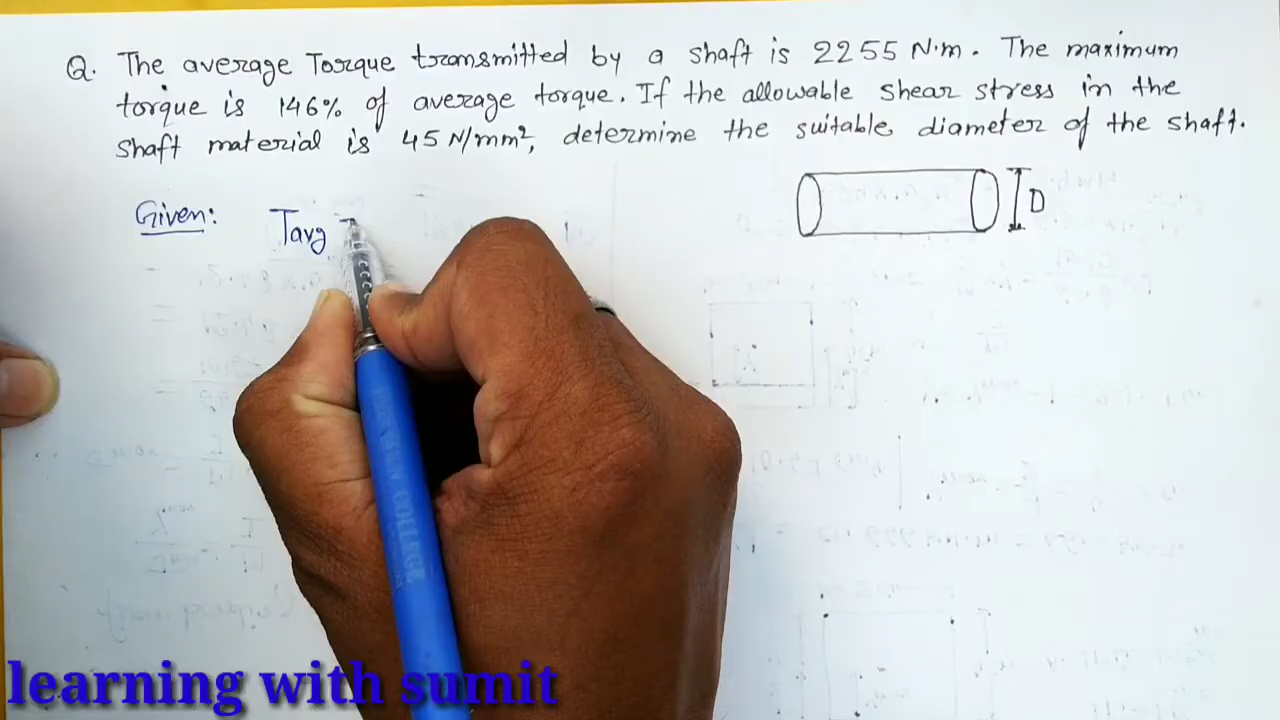 Q. The average Torque transmitted by a shaft is 2255 N·m. The maximum
torque is 146% of average torque. If the allowable shear stress in the
shaft material is 45 N/mm², determine the suitable diameter of the shaft.
Given: Tavg =
D
learning with sumit